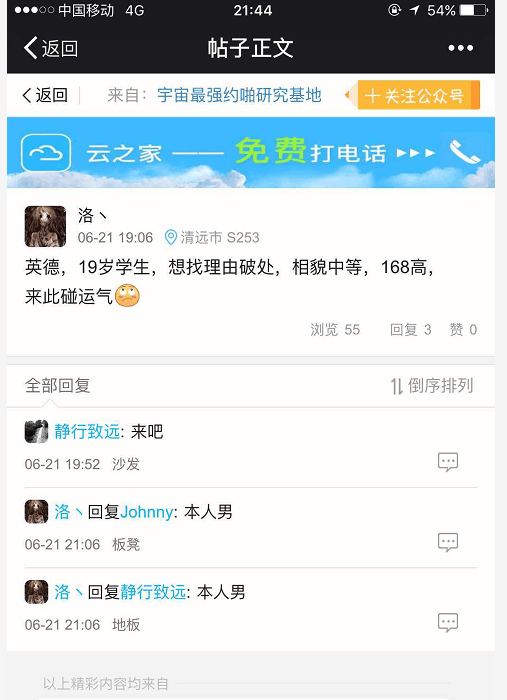 中国移动 4G 21:44 54%
返回 帖子正文
返回 来自：宇宙最强约啪研究基地 关注公众号
云之家 —— 免费打电话
洛丶
06-21 19:06 清远市 S253
英德，19岁学生，想找理由破处，相貌中等，168高，
来此碰运气
浏览 55 回复 3 赞 0
全部回复 倒序排列
静行致远: 来吧
06-21 19:52 沙发
洛丶回复Johnny: 本人男
06-21 21:06 板凳
洛丶回复静行致远: 本人男
06-21 21:06 地板
以上精彩内容均来自